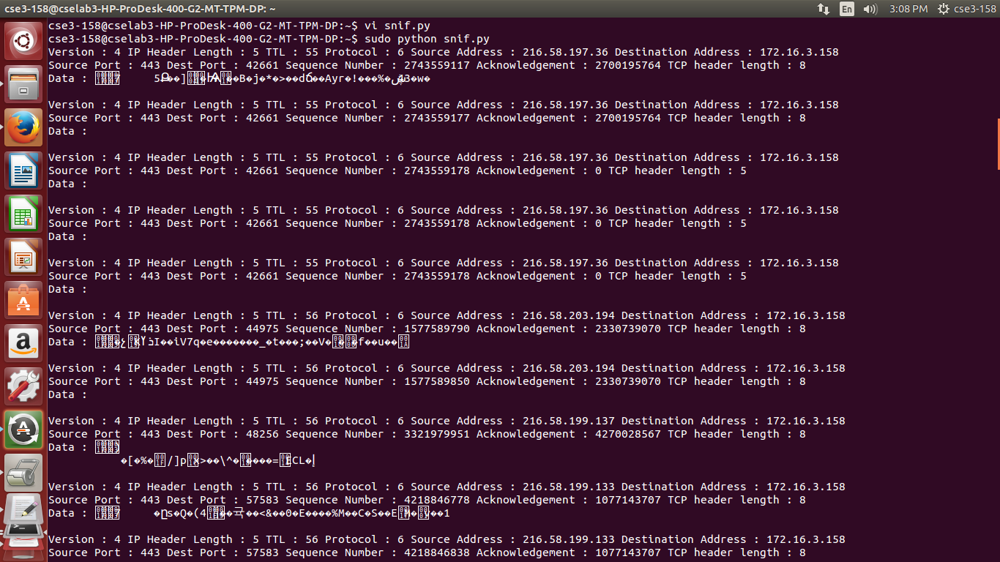 cse3-158@cselab3-HP-ProDesk-400-G2-MT-TPM-DP: ~
En
3:08 PM
cse3-158
cse3-158@cselab3-HP-ProDesk-400-G2-MT-TPM-DP:~$ vi snif.py
cse3-158@cselab3-HP-ProDesk-400-G2-MT-TPM-DP:~$ sudo python snif.py
Version : 4 IP Header Length : 5 TTL : 55 Protocol : 6 Source Address : 216.58.197.36 Destination Address : 172.16.3.158
Source Port : 443 Dest Port : 42661 Sequence Number : 2743559117 Acknowledgement : 2700195764 TCP header length : 8
Data :
Version : 4 IP Header Length : 5 TTL : 55 Protocol : 6 Source Address : 216.58.197.36 Destination Address : 172.16.3.158
Source Port : 443 Dest Port : 42661 Sequence Number : 2743559177 Acknowledgement : 2700195764 TCP header length : 8
Data :
Version : 4 IP Header Length : 5 TTL : 55 Protocol : 6 Source Address : 216.58.197.36 Destination Address : 172.16.3.158
Source Port : 443 Dest Port : 42661 Sequence Number : 2743559178 Acknowledgement : 0 TCP header length : 5
Data :
Version : 4 IP Header Length : 5 TTL : 55 Protocol : 6 Source Address : 216.58.197.36 Destination Address : 172.16.3.158
Source Port : 443 Dest Port : 42661 Sequence Number : 2743559178 Acknowledgement : 0 TCP header length : 5
Data :
Version : 4 IP Header Length : 5 TTL : 55 Protocol : 6 Source Address : 216.58.197.36 Destination Address : 172.16.3.158
Source Port : 443 Dest Port : 42661 Sequence Number : 2743559178 Acknowledgement : 0 TCP header length : 5
Data :
Version : 4 IP Header Length : 5 TTL : 56 Protocol : 6 Source Address : 216.58.203.194 Destination Address : 172.16.3.158
Source Port : 443 Dest Port : 44975 Sequence Number : 1577589790 Acknowledgement : 2330739070 TCP header length : 8
Data :
Version : 4 IP Header Length : 5 TTL : 56 Protocol : 6 Source Address : 216.58.203.194 Destination Address : 172.16.3.158
Source Port : 443 Dest Port : 44975 Sequence Number : 1577589850 Acknowledgement : 2330739070 TCP header length : 8
Data :
Version : 4 IP Header Length : 5 TTL : 56 Protocol : 6 Source Address : 216.58.199.137 Destination Address : 172.16.3.158
Source Port : 443 Dest Port : 48256 Sequence Number : 3321979951 Acknowledgement : 4270028567 TCP header length : 8
Data :
Version : 4 IP Header Length : 5 TTL : 56 Protocol : 6 Source Address : 216.58.199.133 Destination Address : 172.16.3.158
Source Port : 443 Dest Port : 57583 Sequence Number : 4218846778 Acknowledgement : 1077143707 TCP header length : 8
Data :
Version : 4 IP Header Length : 5 TTL : 56 Protocol : 6 Source Address : 216.58.199.133 Destination Address : 172.16.3.158
Source Port : 443 Dest Port : 57583 Sequence Number : 4218846838 Acknowledgement : 1077143707 TCP header length : 8